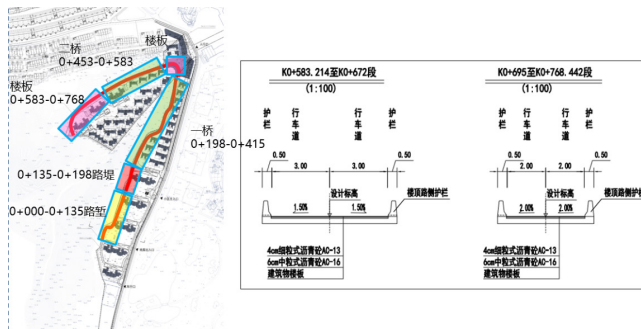 二桥
0+453-0+583
楼板
楼板
0+583-0+768
一桥
0+198-0+415
0+135-0+198路堤
0+000-0+135路堑
K0+583.214至K0+672段
(1:100)
护栏
行车道
行车道
护栏
0.50
3.00
3.00
0.50
设计标高
楼顶路侧护栏
1.50%
1.50%
4cm细粒式沥青砼AC-13
6cm中粒式沥青砼AC-16
建筑物楼板
K0+695至K0+768.442段
(1:100)
护栏
行车道
行车道
护栏
0.50
2.00
2.00
0.50
设计标高
楼顶路侧护栏
2.00%
2.00%
4cm细粒式沥青砼AC-13
6cm中粒式沥青砼AC-16
建筑物楼板